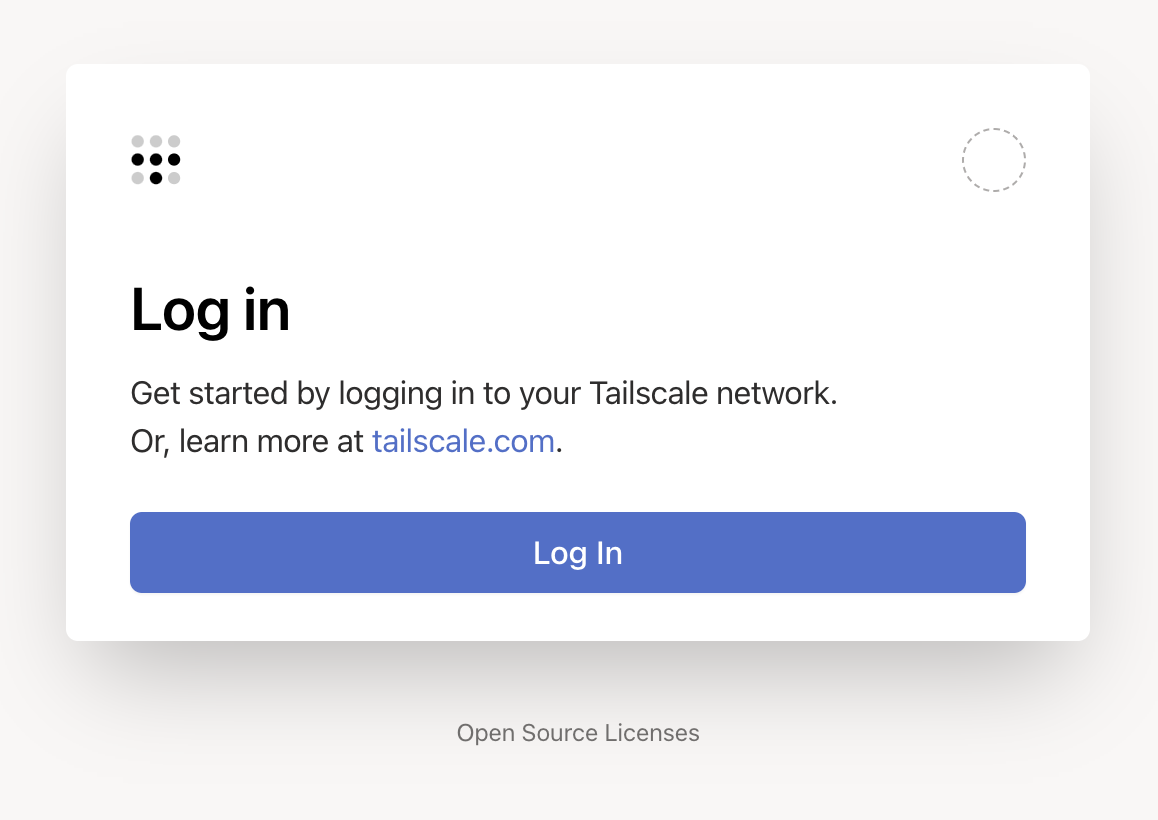 Log in
Get started by logging in to your Tailscale network.
Or, learn more at tailscale.com.
Log In
Open Source Licenses